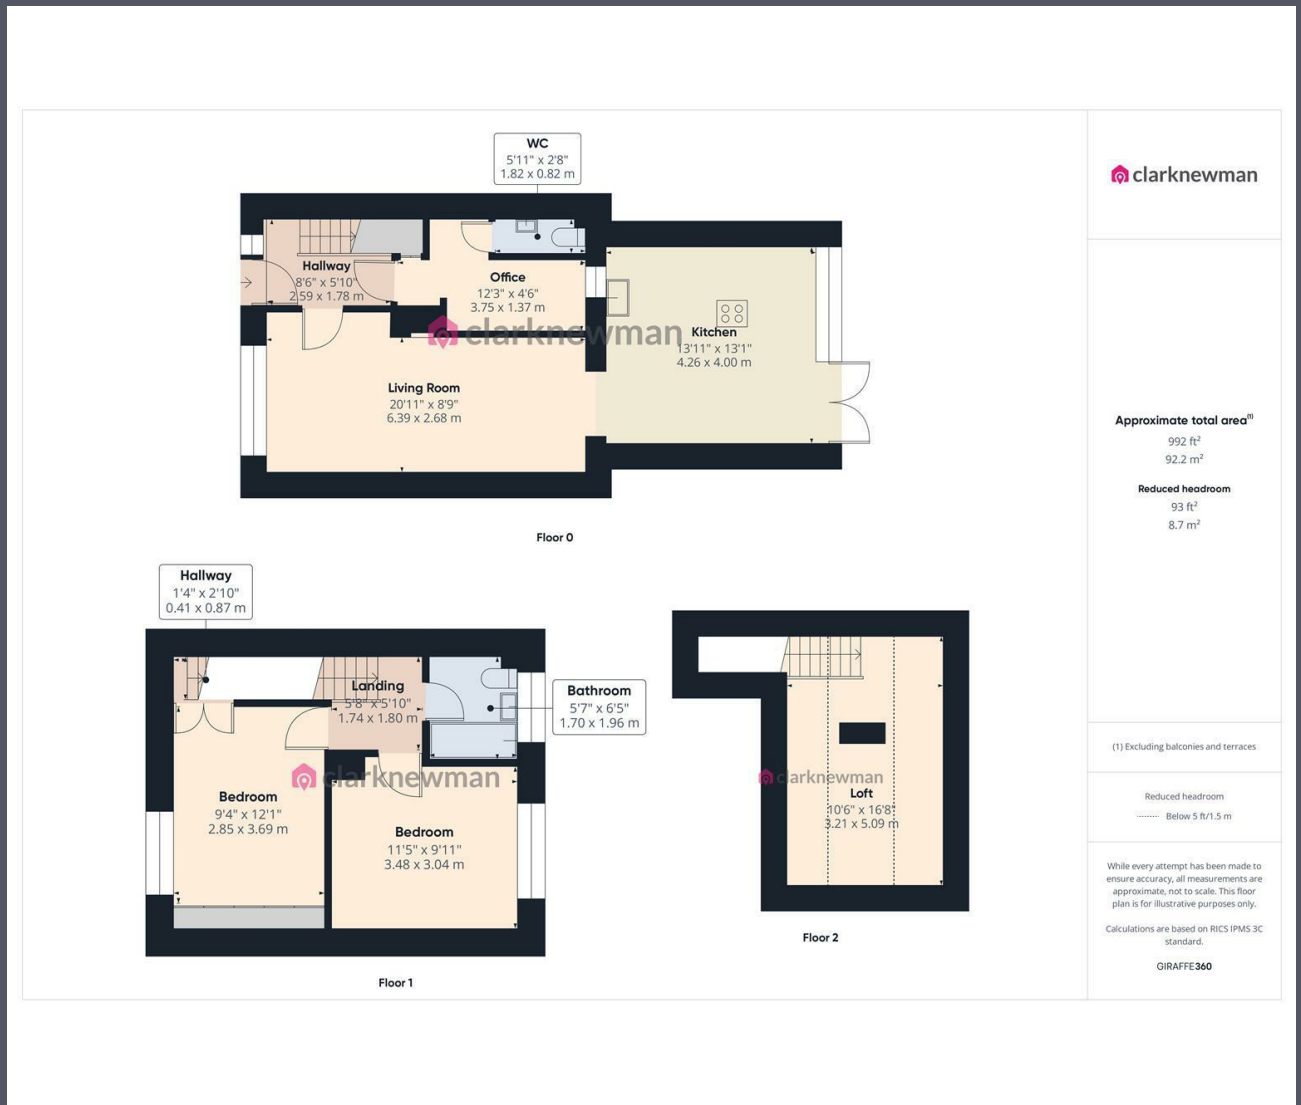 WC
5'11" x 2'8"
1.82 x 0.82 m
Hallway
8'6" x 5'10"
2.59 x 1.78 m
Office
12'3" x 4'6"
3.75 x 1.37 m
clarknewman
Kitchen
13'11" x 13'1"
4.26 x 4.00 m
Living Room
20'11" x 8'9"
6.39 x 2.68 m
Floor 0
Hallway
1'4" x 2'10"
0.41 x 0.87 m
Landing
5'8" x 5'10"
1.74 x 1.80 m
Bathroom
5'7" x 6'5"
1.70 x 1.96 m
clarknewman
Bedroom
9'4" x 12'1"
2.85 x 3.69 m
Bedroom
11'5" x 9'11"
3.48 x 3.04 m
Floor 1
clarknewman
Loft
10'6" x 16'8"
3.21 x 5.09 m
Floor 2
clarknewman
Approximate total area(1)
992 ft²
92.2 m²
Reduced headroom
93 ft²
8.7 m²
(1) Excluding balconies and terraces
Reduced headroom
Below 5 ft/1.5 m
While every attempt has been made to
ensure accuracy, all measurements are
approximate, not to scale. This floor
plan is for illustrative purposes only.
Calculations are based on RICS IPMS 3C
standard.
GIRAFFE360